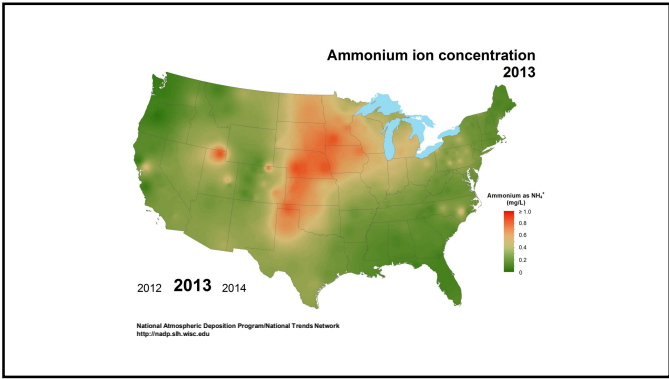 Ammonium ion concentration
2013
Ammonium as NH₄⁺
(mg/L)
≥ 1.0
0.8
0.6
0.4
0.2
0
2012 2013 2014
National Atmospheric Deposition Program/National Trends Network
http://nadp.slh.wisc.edu